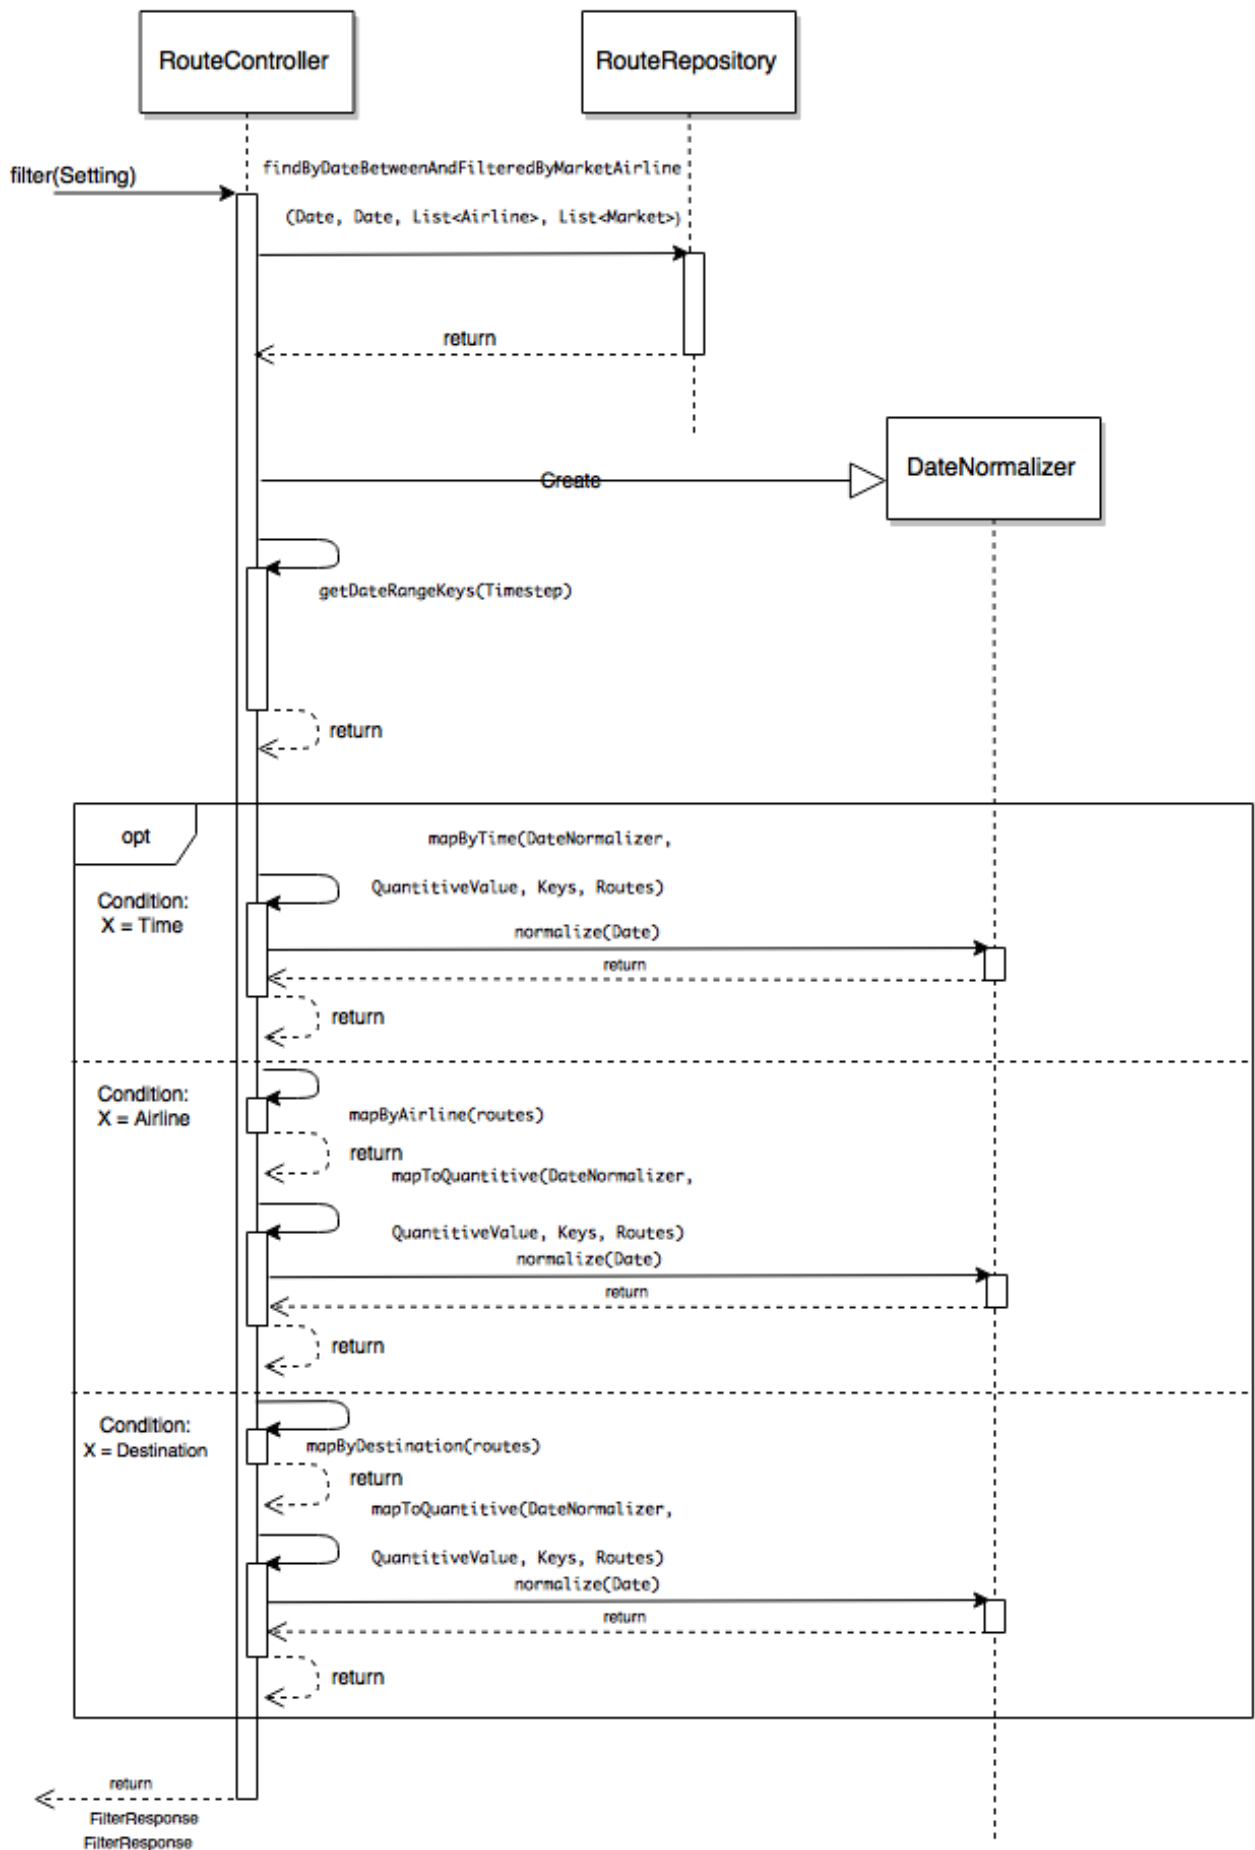 RouteController
RouteRepository
findByDateBetweenAndFilteredByMarketAirline
filter(Setting)
(Date, Date, List<Airline>, List<Market>)
return
DateNormalizer
Create
getDateRangeKeys(Timestep)
return
opt
mapByTime(DateNormalizer,
QuantitiveValue, Keys, Routes)
Condition:
X = Time
normalize(Date)
return
return
Condition:
X = Airline
mapByAirline(routes)
return
mapToQuantitive(DateNormalizer,
QuantitiveValue, Keys, Routes)
normalize(Date)
return
return
Condition:
X = Destination
mapByDestination(routes)
return
mapToQuantitive(DateNormalizer,
QuantitiveValue, Keys, Routes)
normalize(Date)
return
return
return
FilterResponse
FilterResponse